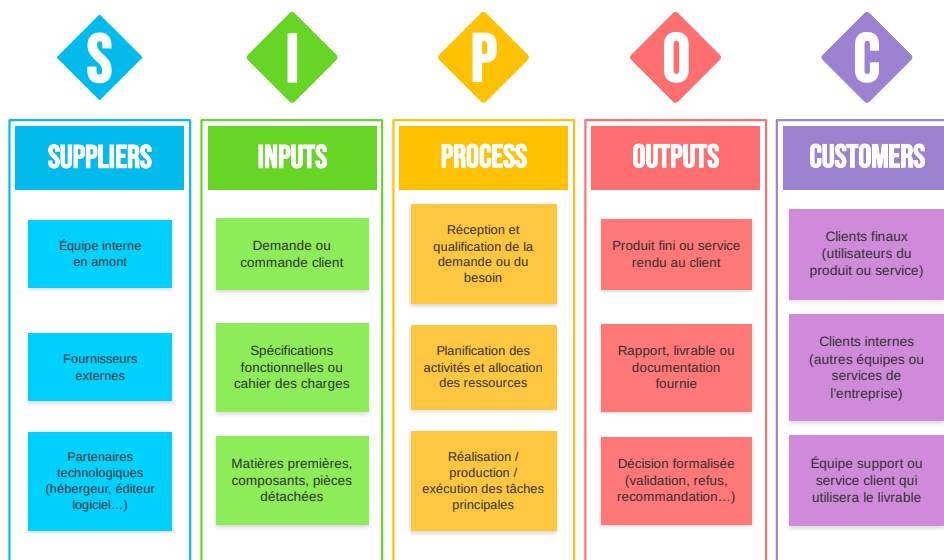 S
I
P
O
C
SUPPLIERS
INPUTS
PROCESS
OUTPUTS
CUSTOMERS
Équipe interne
en amont
Fournisseurs
externes
Partenaires
technologiques
(hébergeur, éditeur
logiciel…)
Demande ou
commande client
Spécifications
fonctionnelles ou
cahier des charges
Matières premières,
composants, pièces
détachées
Réception et
qualification de la
demande ou du
besoin
Planification des
activités et allocation
des ressources
Réalisation /
production /
exécution des tâches
principales
Produit fini ou service
rendu au client
Rapport, livrable ou
documentation
fournie
Décision formalisée
(validation, refus,
recommandation…)
Clients finaux
(utilisateurs du
produit ou service)
Clients internes
(autres équipes ou
services de
l'entreprise)
Équipe support ou
service client qui
utilisera le livrable